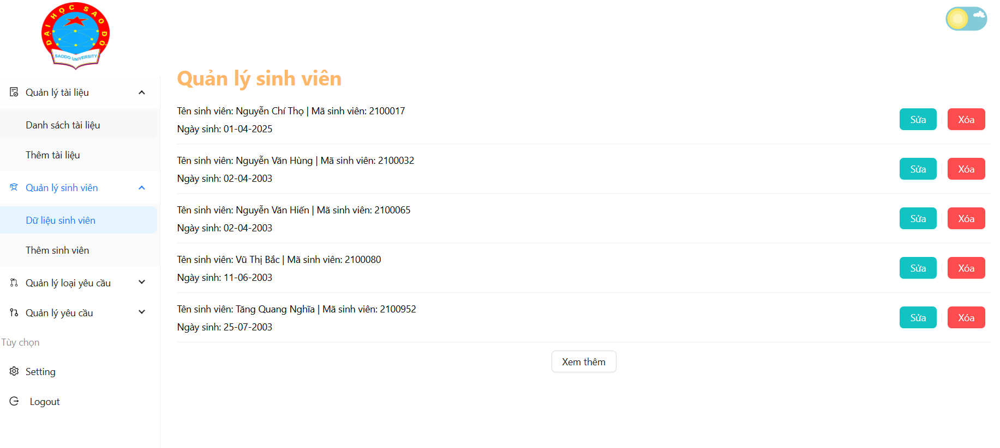 ĐẠI HỌC SAO ĐỎ
SAODO UNIVERSITY
Quản lý tài liệu
Danh sách tài liệu
Thêm tài liệu
Quản lý sinh viên
Dữ liệu sinh viên
Thêm sinh viên
Quản lý loại yêu cầu
Quản lý yêu cầu
Tùy chọn
Setting
Logout
Quản lý sinh viên
Tên sinh viên: Nguyễn Chí Thọ | Mã sinh viên: 2100017
Ngày sinh: 01-04-2025
Sửa Xóa
Tên sinh viên: Nguyễn Văn Hùng | Mã sinh viên: 2100032
Ngày sinh: 02-04-2003
Sửa Xóa
Tên sinh viên: Nguyễn Văn Hiến | Mã sinh viên: 2100065
Ngày sinh: 02-04-2003
Sửa Xóa
Tên sinh viên: Vũ Thị Bắc | Mã sinh viên: 2100080
Ngày sinh: 11-06-2003
Sửa Xóa
Tên sinh viên: Tăng Quang Nghĩa | Mã sinh viên: 2100952
Ngày sinh: 25-07-2003
Sửa Xóa
Xem thêm